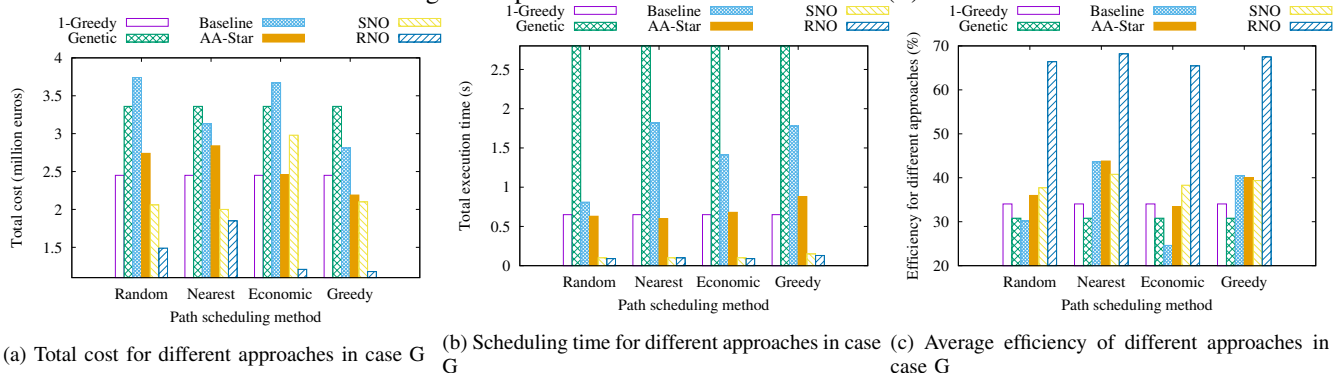 1-Greedy
Genetic
Baseline
AA-Star
SNO
RNO
Total cost (million euros)
4
3.5
3
2.5
2
1.5
Random Nearest Economic Greedy
Path scheduling method
(a) Total cost for different approaches in case G
1-Greedy
Genetic
Baseline
AA-Star
SNO
RNO
Total execution time (s)
2.5
2
1.5
1
0.5
0
Random Nearest Economic Greedy
Path scheduling method
(b) Scheduling time for different approaches in case
G
1-Greedy
Genetic
Baseline
AA-Star
SNO
RNO
Efficiency for different approaches (%)
70
60
50
40
30
20
Random Nearest Economic Greedy
Path scheduling method
(c) Average efficiency of different approaches in
case G